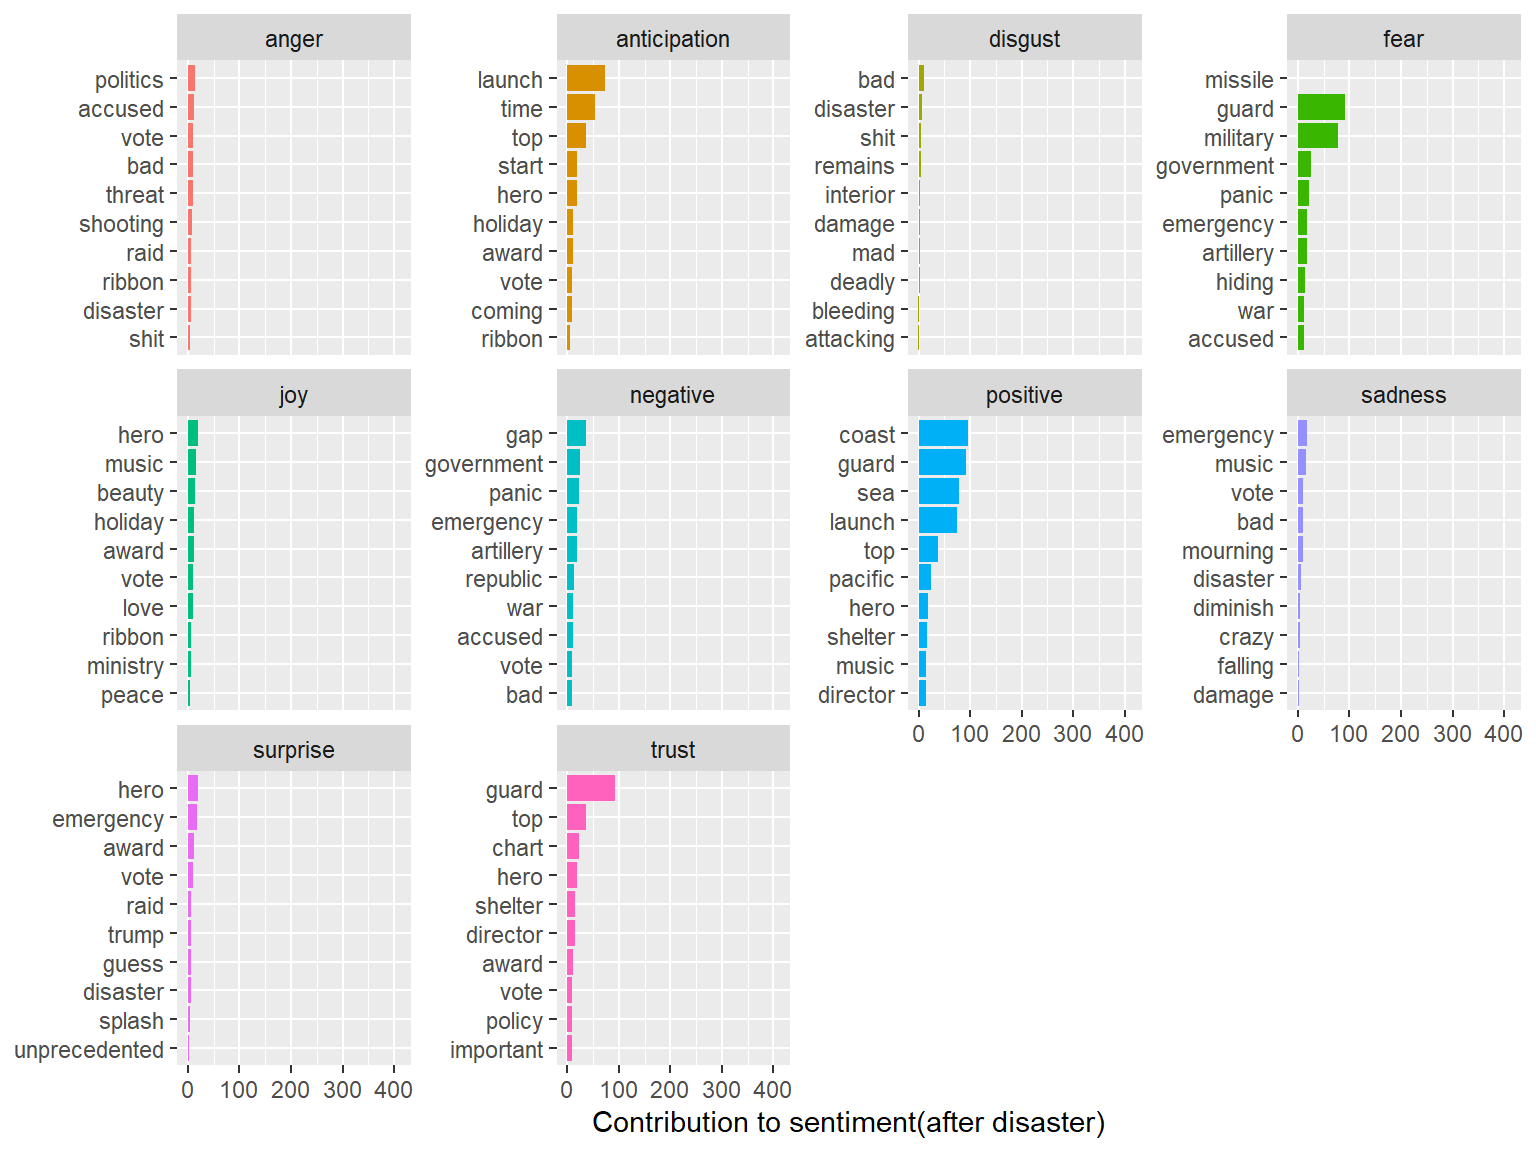 anger
politics
accused
vote
bad
threat
shooting
raid
ribbon
disaster
shit
anticipation
launch
time
top
start
hero
holiday
award
vote
coming
ribbon
disgust
bad
disaster
shit
remains
interior
damage
mad
deadly
bleeding
attacking
fear
missile
guard
military
government
panic
emergency
artillery
hiding
war
accused
joy
hero
music
beauty
holiday
award
vote
love
ribbon
ministry
peace
negative
gap
government
panic
emergency
artillery
republic
war
accused
vote
bad
positive
coast
guard
sea
launch
top
pacific
hero
shelter
music
director
0 100 200 300 400
sadness
emergency
music
vote
bad
mourning
disaster
diminish
crazy
falling
damage
0 100 200 300 400
surprise
hero
emergency
award
vote
raid
trump
guess
disaster
splash
unprecedented
0 100 200 300 400
trust
guard
top
chart
hero
shelter
director
award
vote
policy
important
0 100 200 300 400
Contribution to sentiment(after disaster)